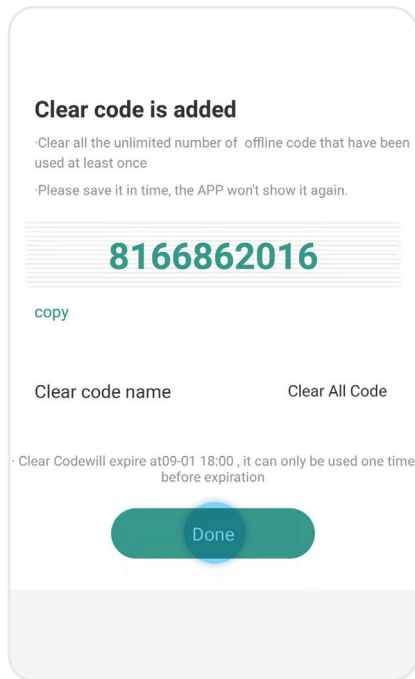 Clear code is added
·Clear all the unlimited number of offline code that have been
used at least once
·Please save it in time, the APP won't show it again.
8166862016
copy
Clear code name Clear All Code
· Clear Codewill expire at09-01 18:00 , it can only be used one time
before expiration
Done